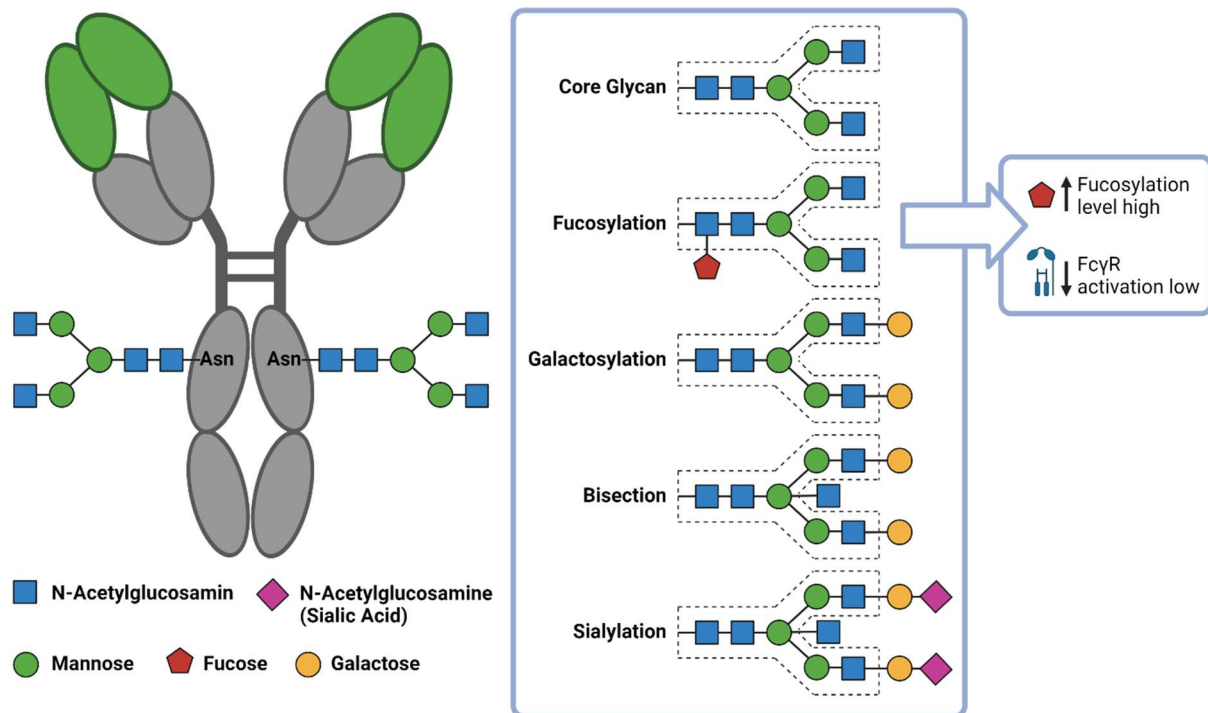 Core Glycan
Fucosylation
Galactosylation
Bisection
Sialylation
Fucosylation
level high
FcγR
activation low
Asn
Asn
N-Acetylglucosamin
N-Acetylglucosamine
(Sialic Acid)
Mannose
Fucose
Galactose